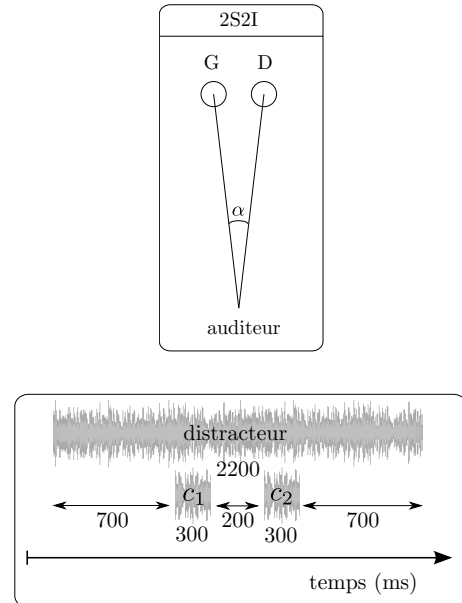 2S2I
G D
α
auditeur
distracteur
2200
c₁ c₂
700 200 700
300 300
temps (ms)